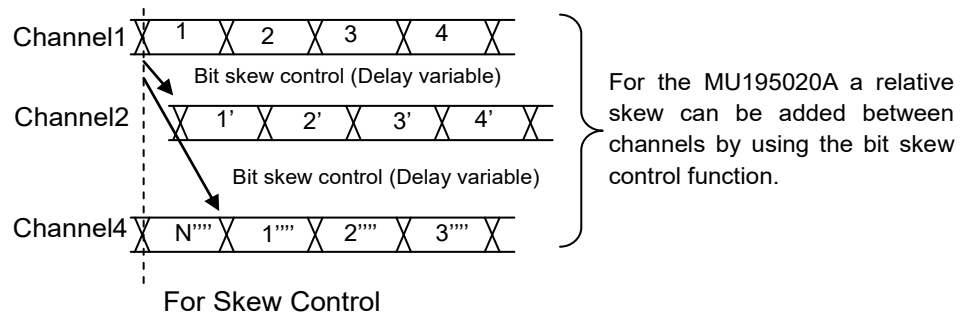 Channel1 1 2 3 4
Bit skew control (Delay variable)
Channel2 1' 2' 3' 4'
Bit skew control (Delay variable)
Channel4 N'''' 1'''' 2'''' 3''''
For Skew Control
For the MU195020A a relative
skew can be added between
channels by using the bit skew
control function.